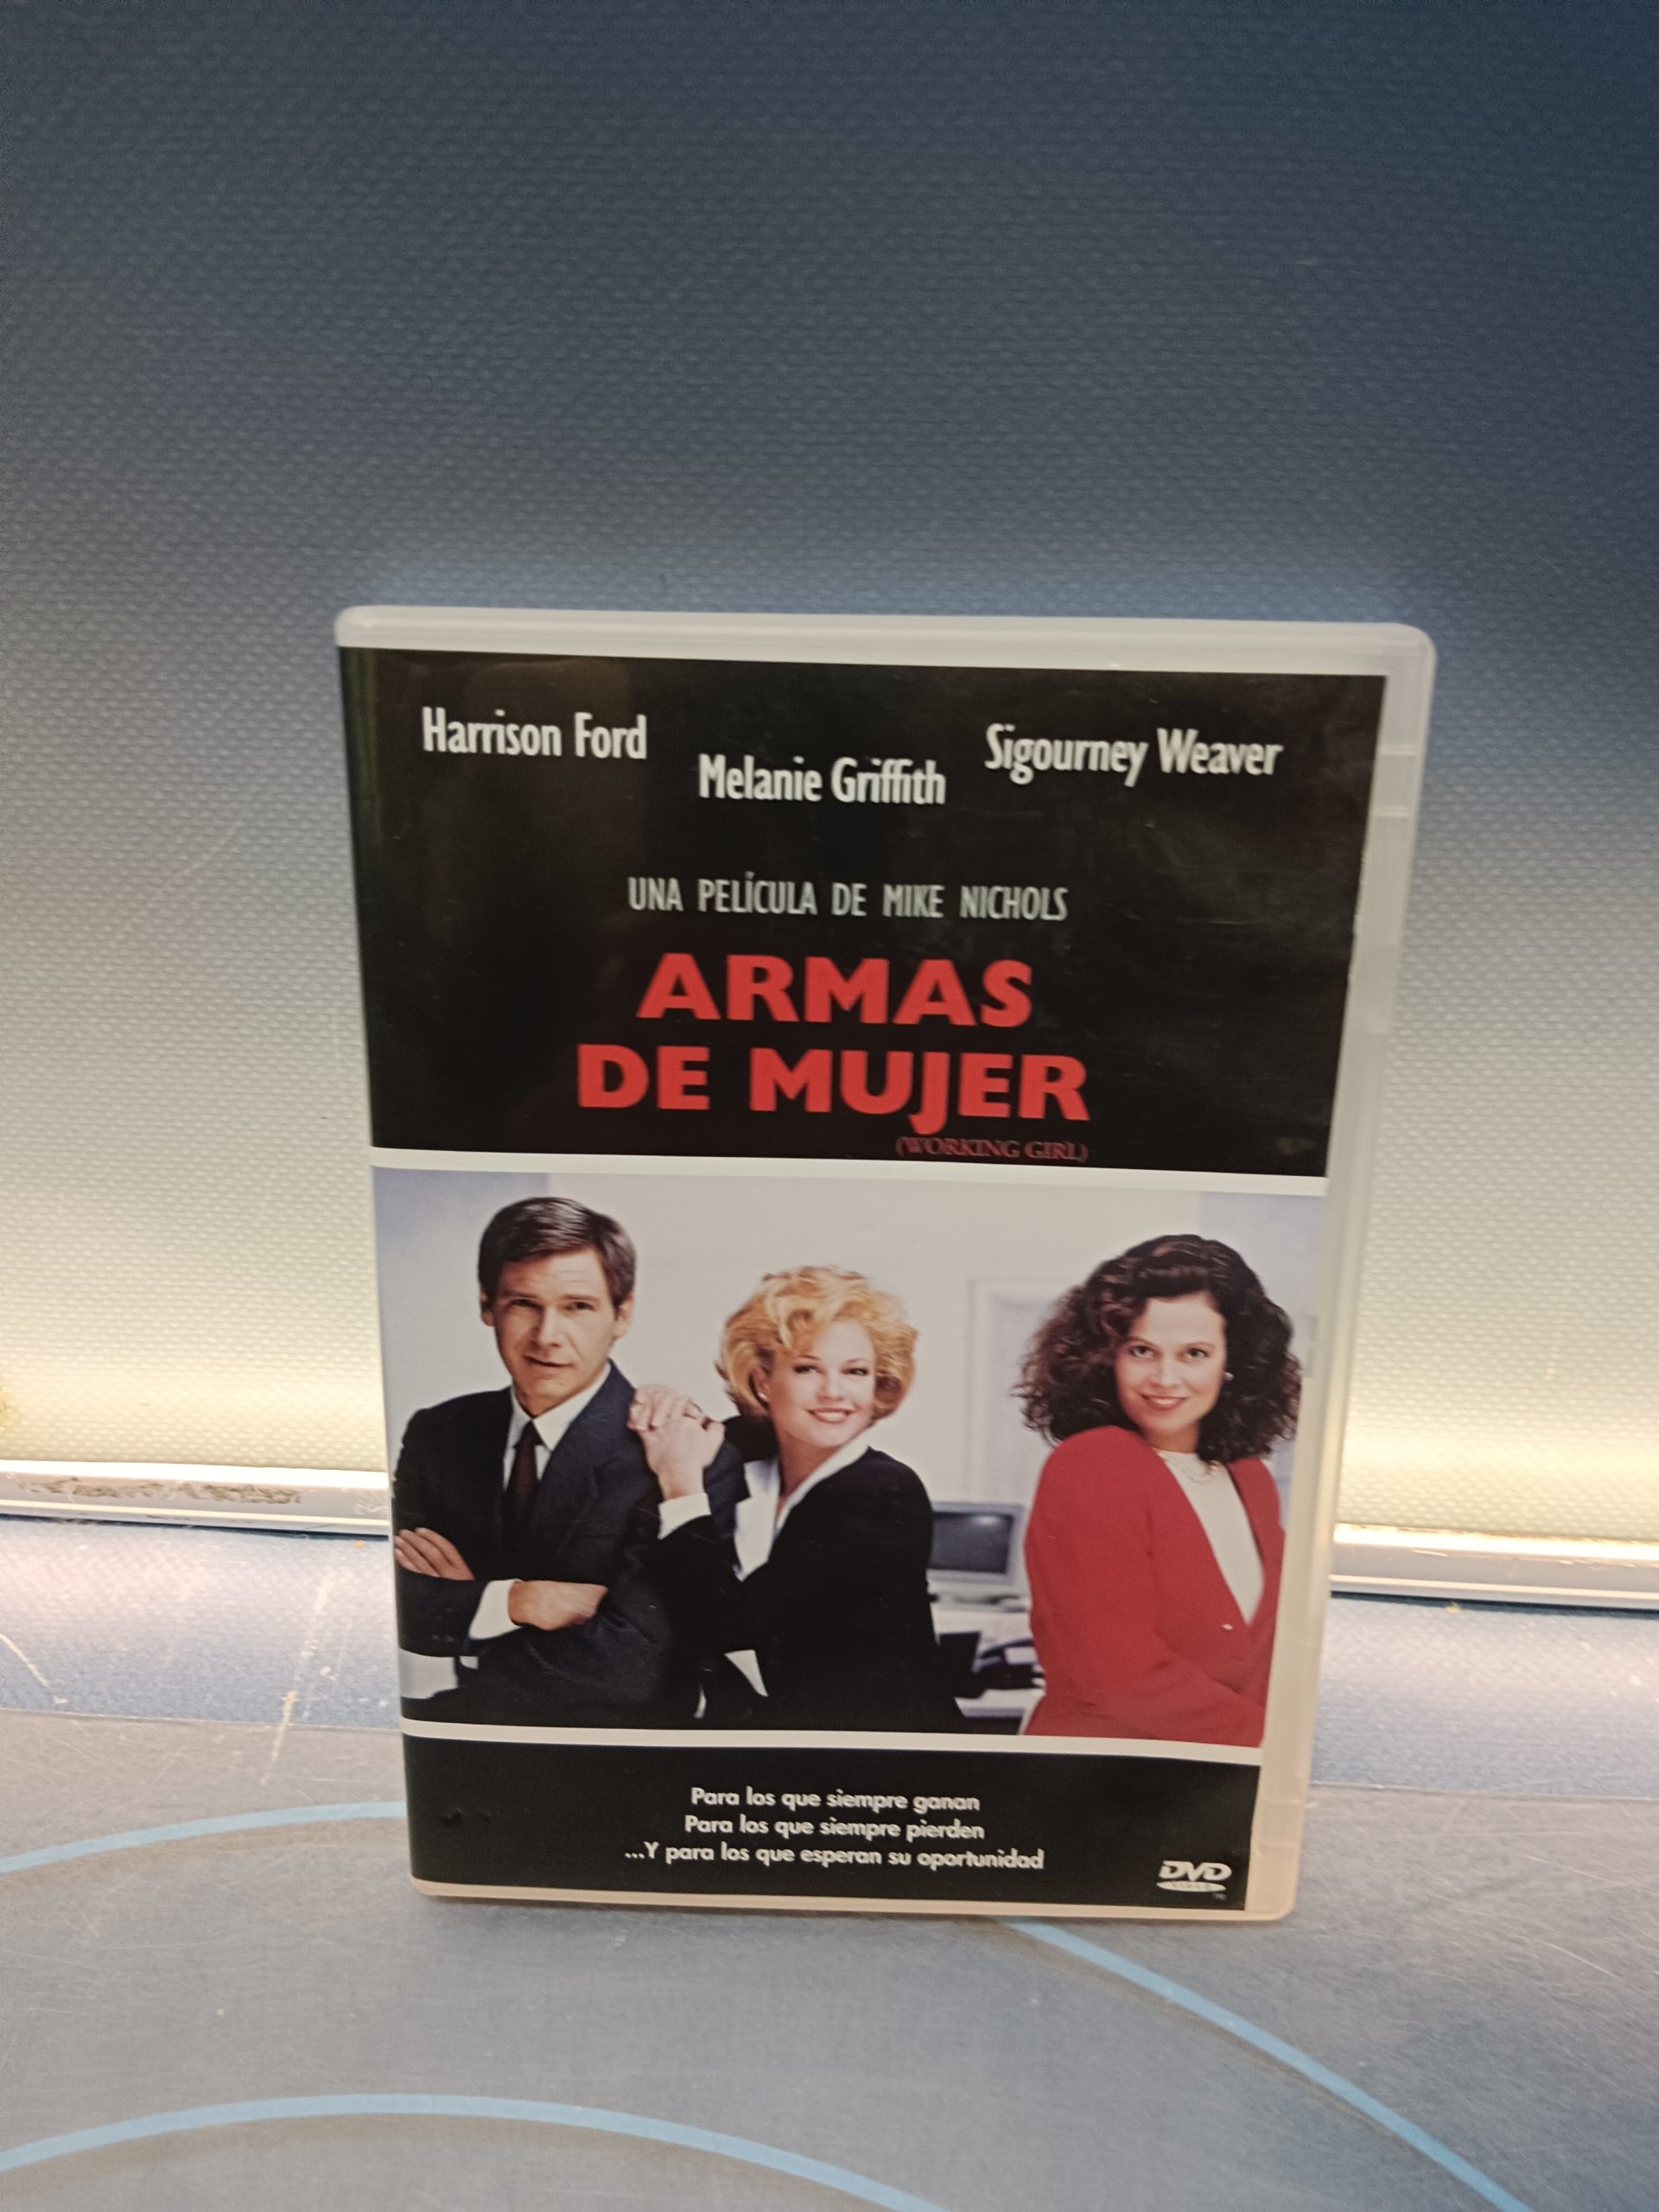 Harrison Ford
Melanie Griffith
Sigourney Weaver
UNA PELÍCULA DE MIKE NICHOLS
ARMAS
DE MUJER
(WORKING GIRL)
Para los que siempre ganan
Para los que siempre pierden
...Y para los que esperan su oportunidad
DVD